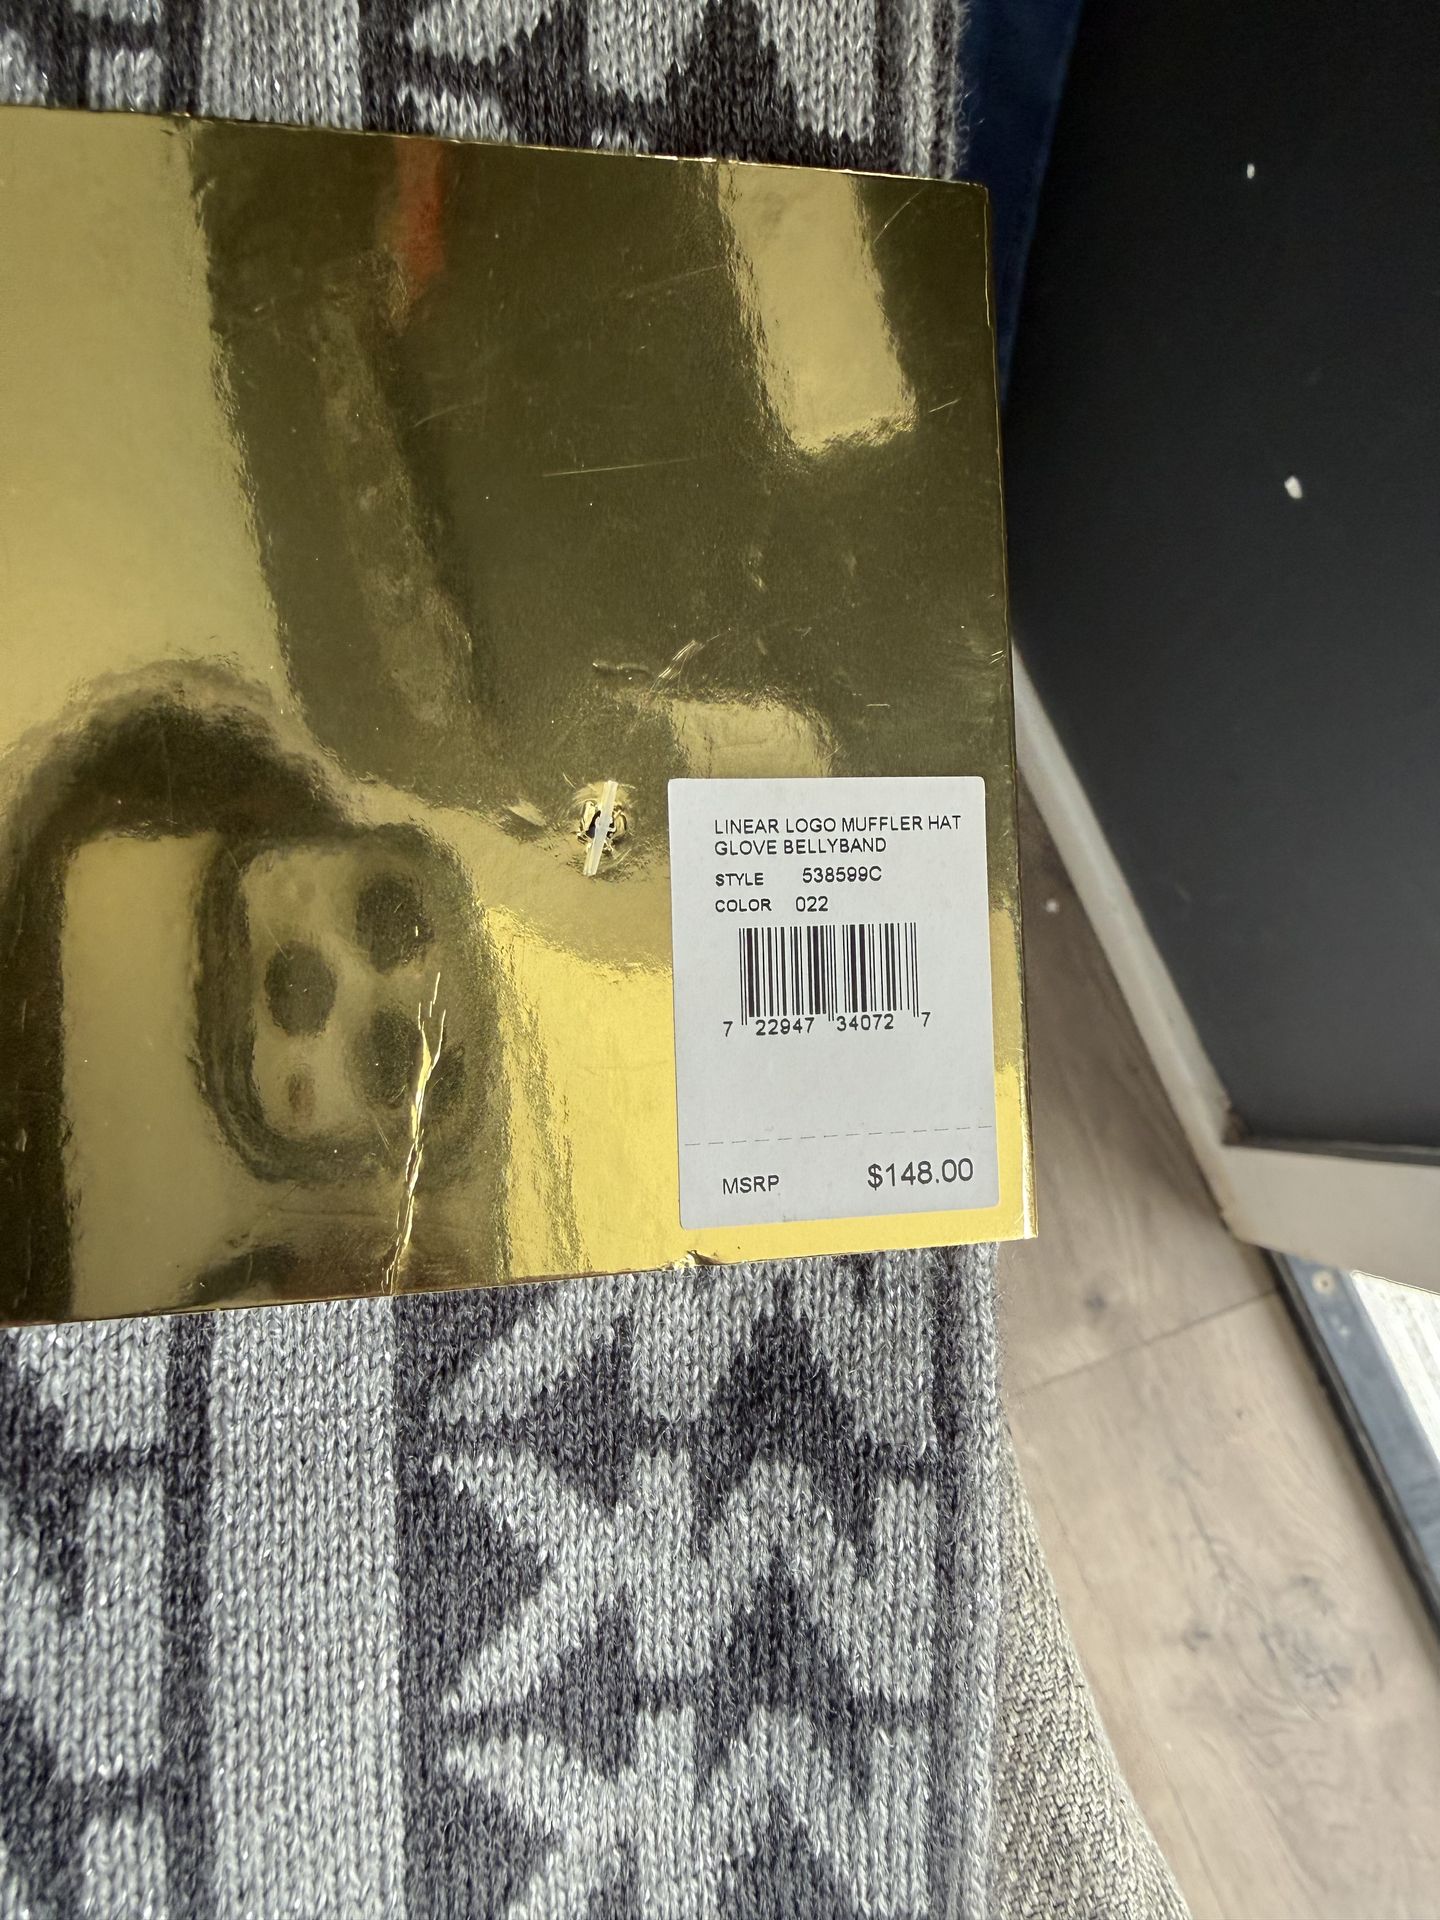 LINEAR LOGO MUFFLER HAT
GLOVE BELLYBAND
STYLE 538599C
COLOR 022
7 22947 34072 7
MSRP $148.00